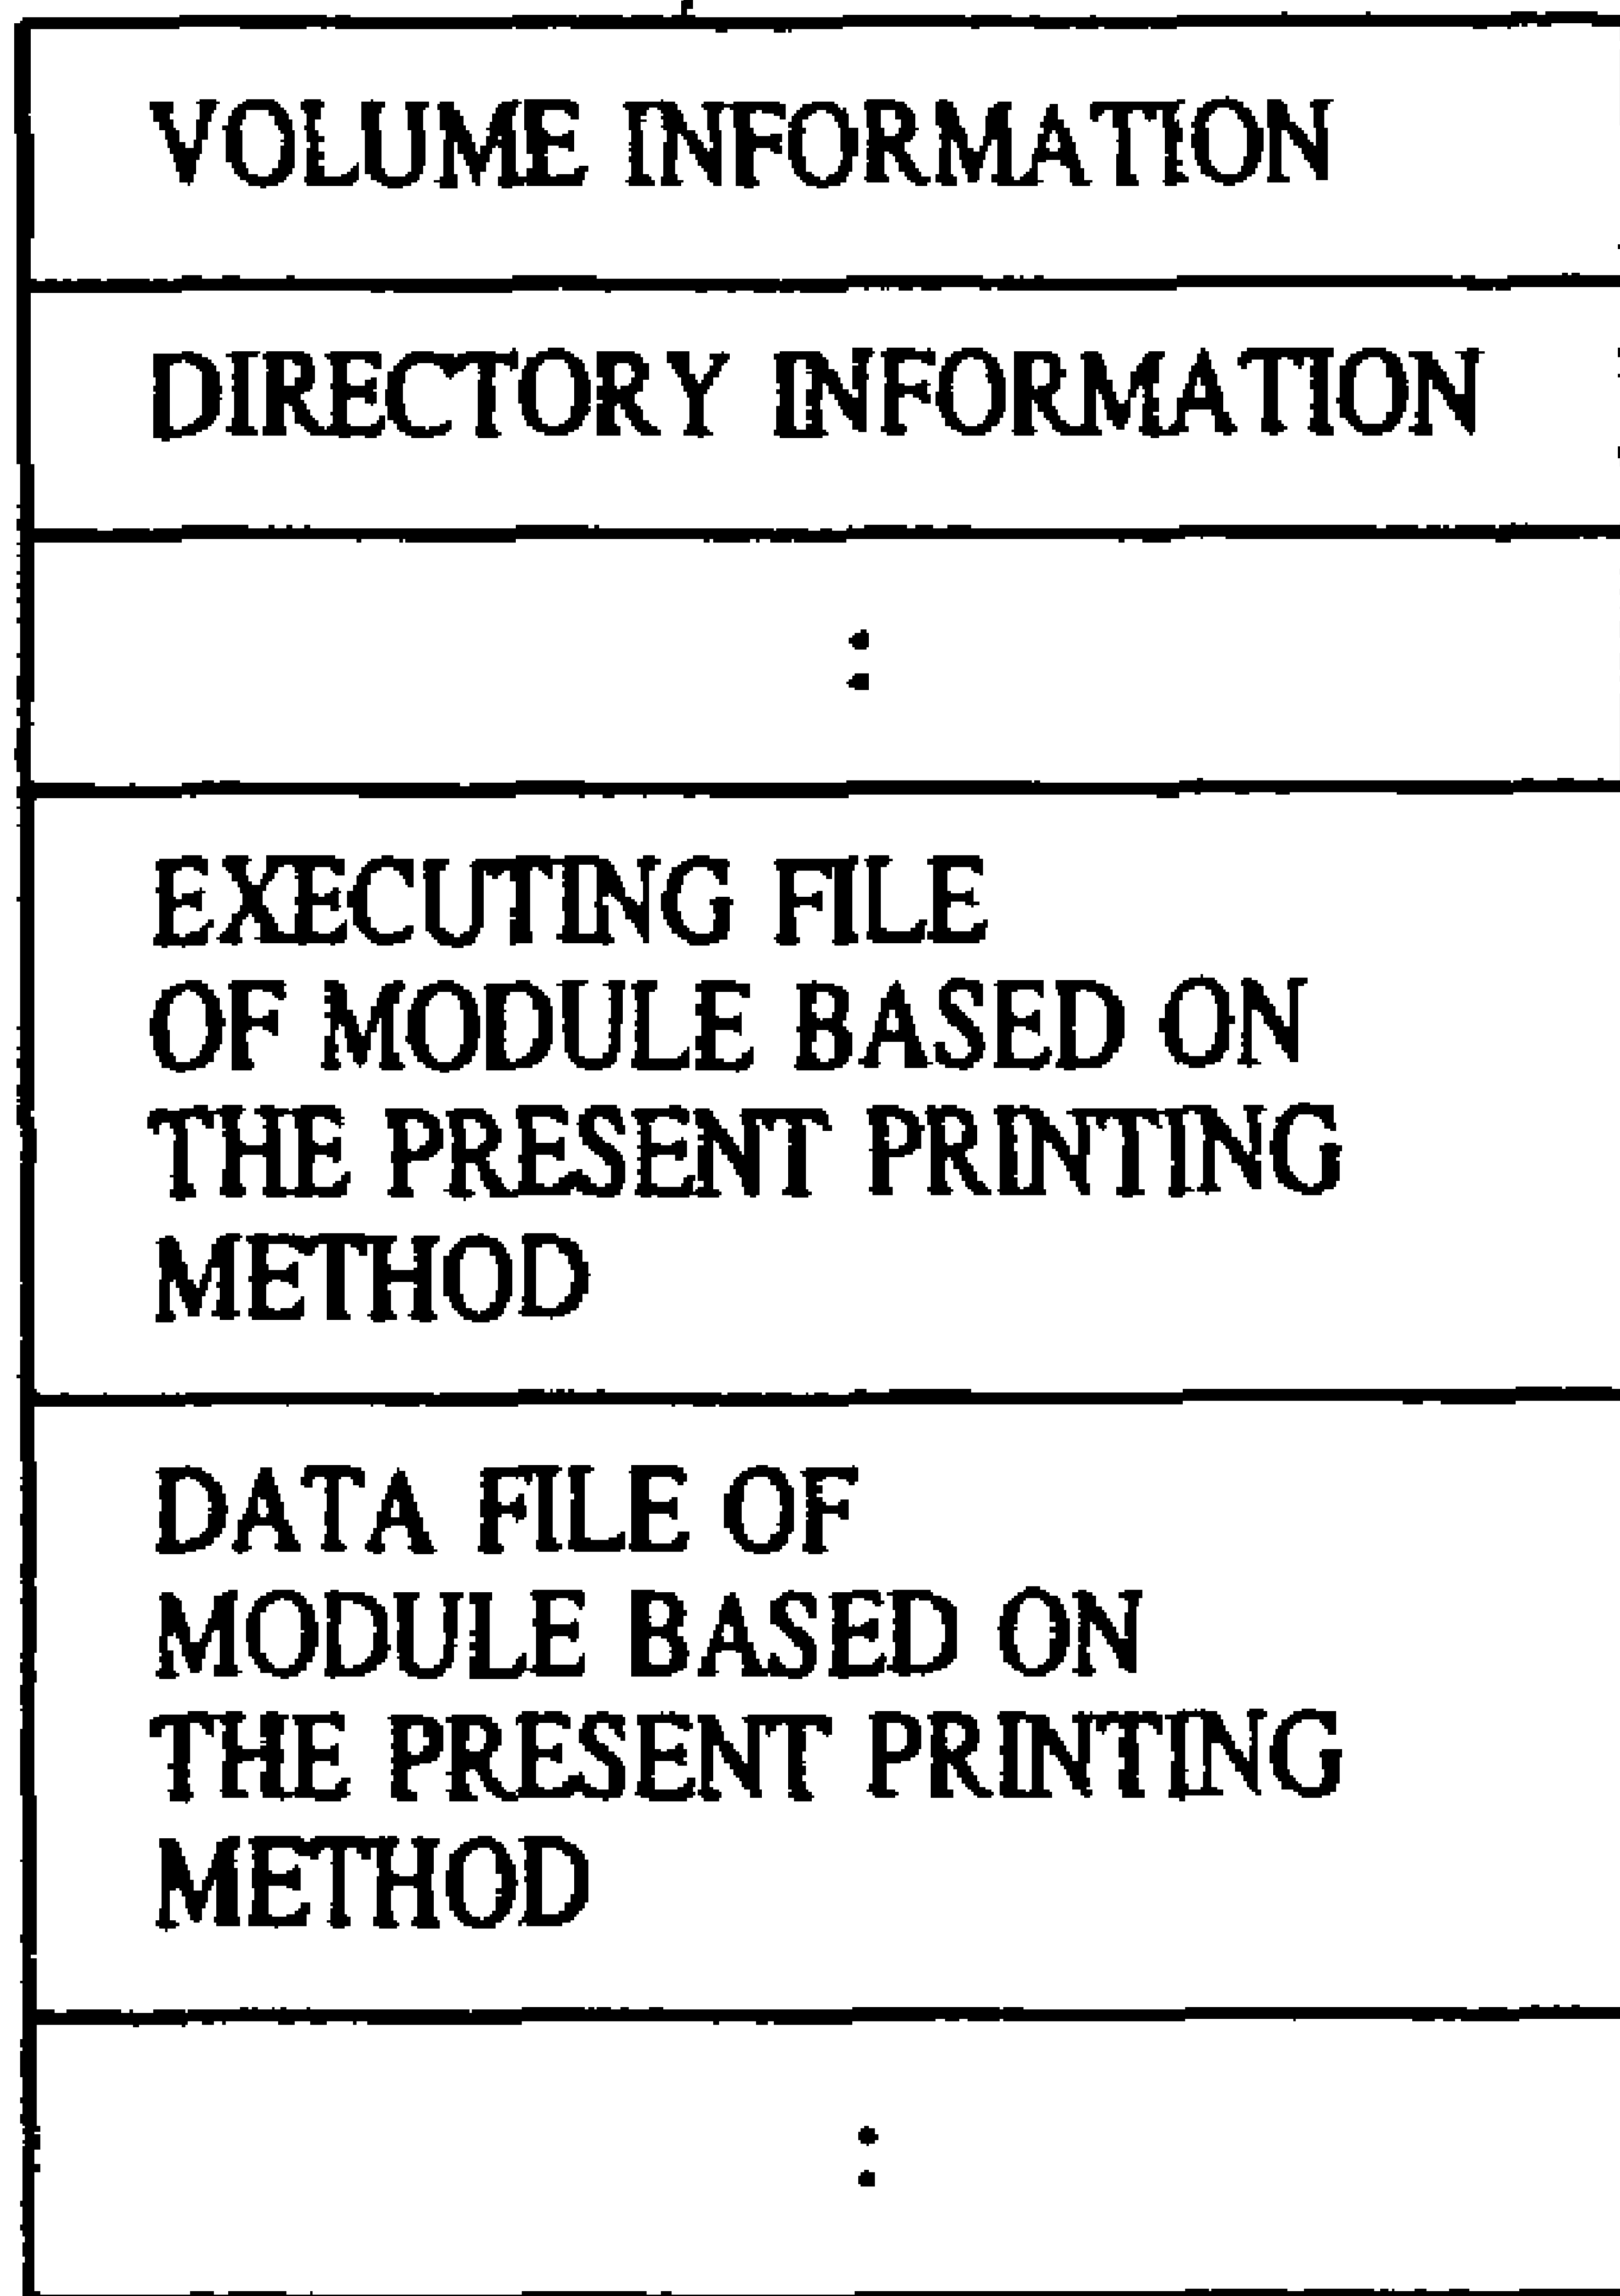 VOLUME INFORMATION
DIRECTORY INFORMATION
:
EXECUTING FILE
OF MODULE BASED ON
THE PRESENT PRINTING
METHOD
DATA FILE OF
MODULE BASED ON
THE PRESENT PRINTING
METHOD
: